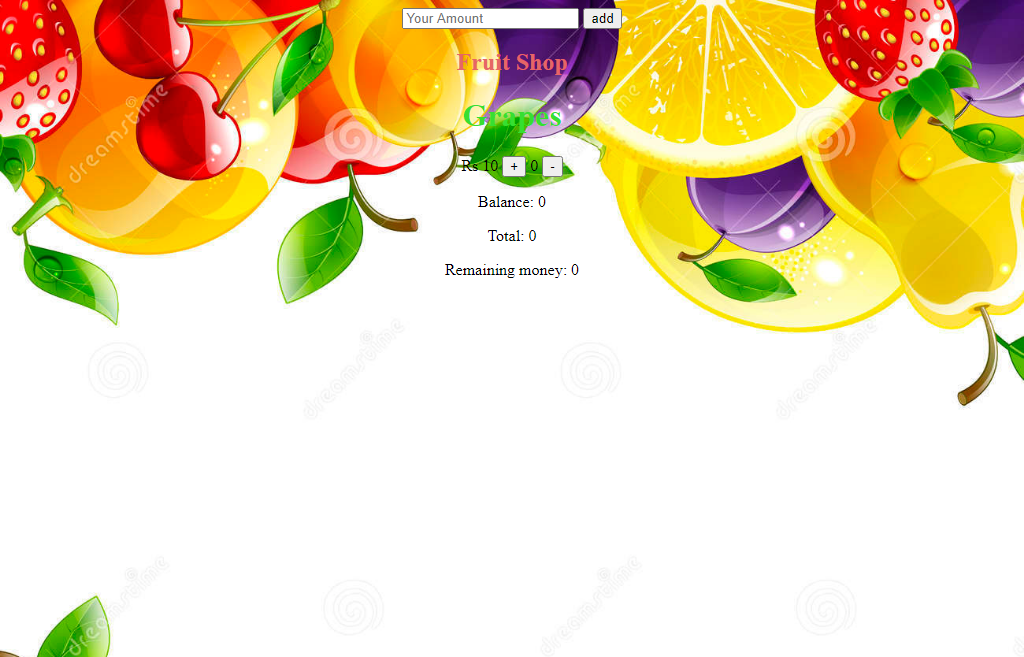 Your Amount add
Fruit Shop
Grapes
Rs 10 + 0 -
Balance: 0
Total: 0
Remaining money: 0
dreamstime
dreamstime
dreamstime
dreamstime
dreamstime
dreamstime